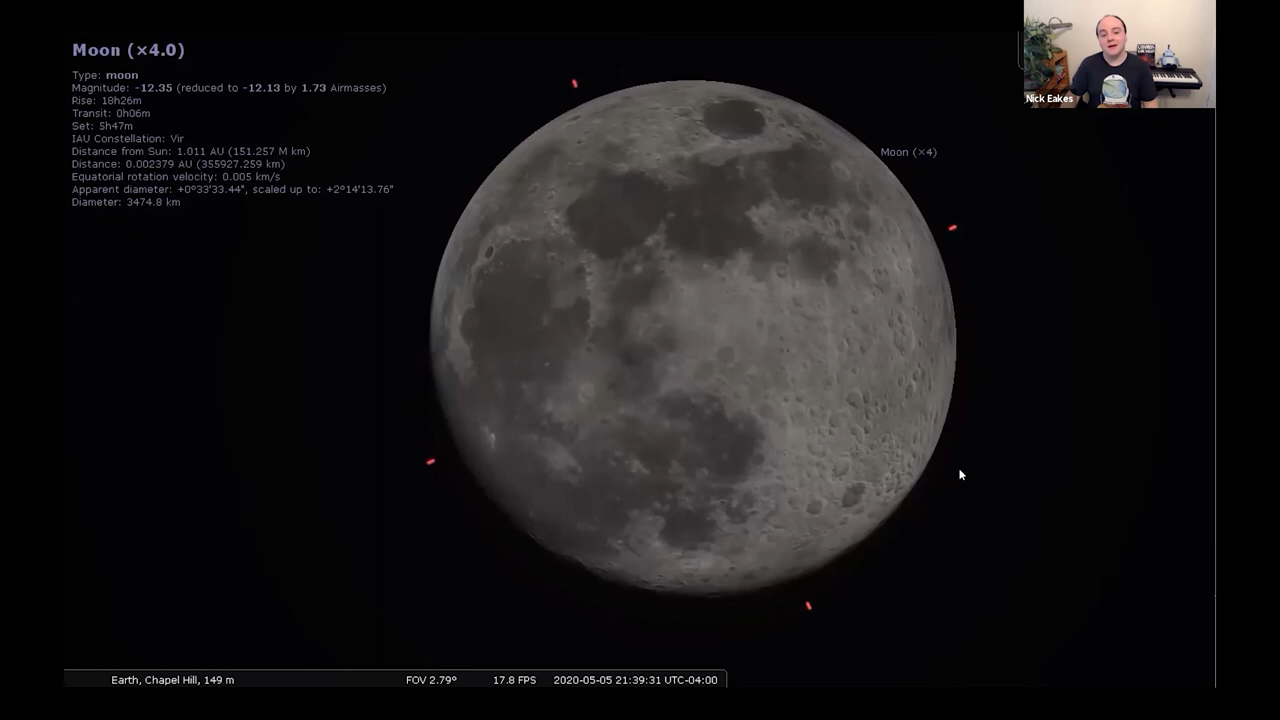 Moon (×4.0)
Type: moon
Magnitude: -12.35 (reduced to -12.13 by 1.73 Airmasses)
Rise: 18h26m
Transit: 0h06m
Set: 5h47m
IAU Constellation: Vir
Distance from Sun: 1.011 AU (151.257 M km)
Distance: 0.002379 AU (355927.259 km)
Equatorial rotation velocity: 0.005 km/s
Apparent diameter: +0°33'33.44", scaled up to: +2°14'13.76"
Diameter: 3474.8 km
Nick Eakes
Moon (×4)
Earth, Chapel Hill, 149 m FOV 2.79° 17.8 FPS 2020-05-05 21:39:31 UTC-04:00